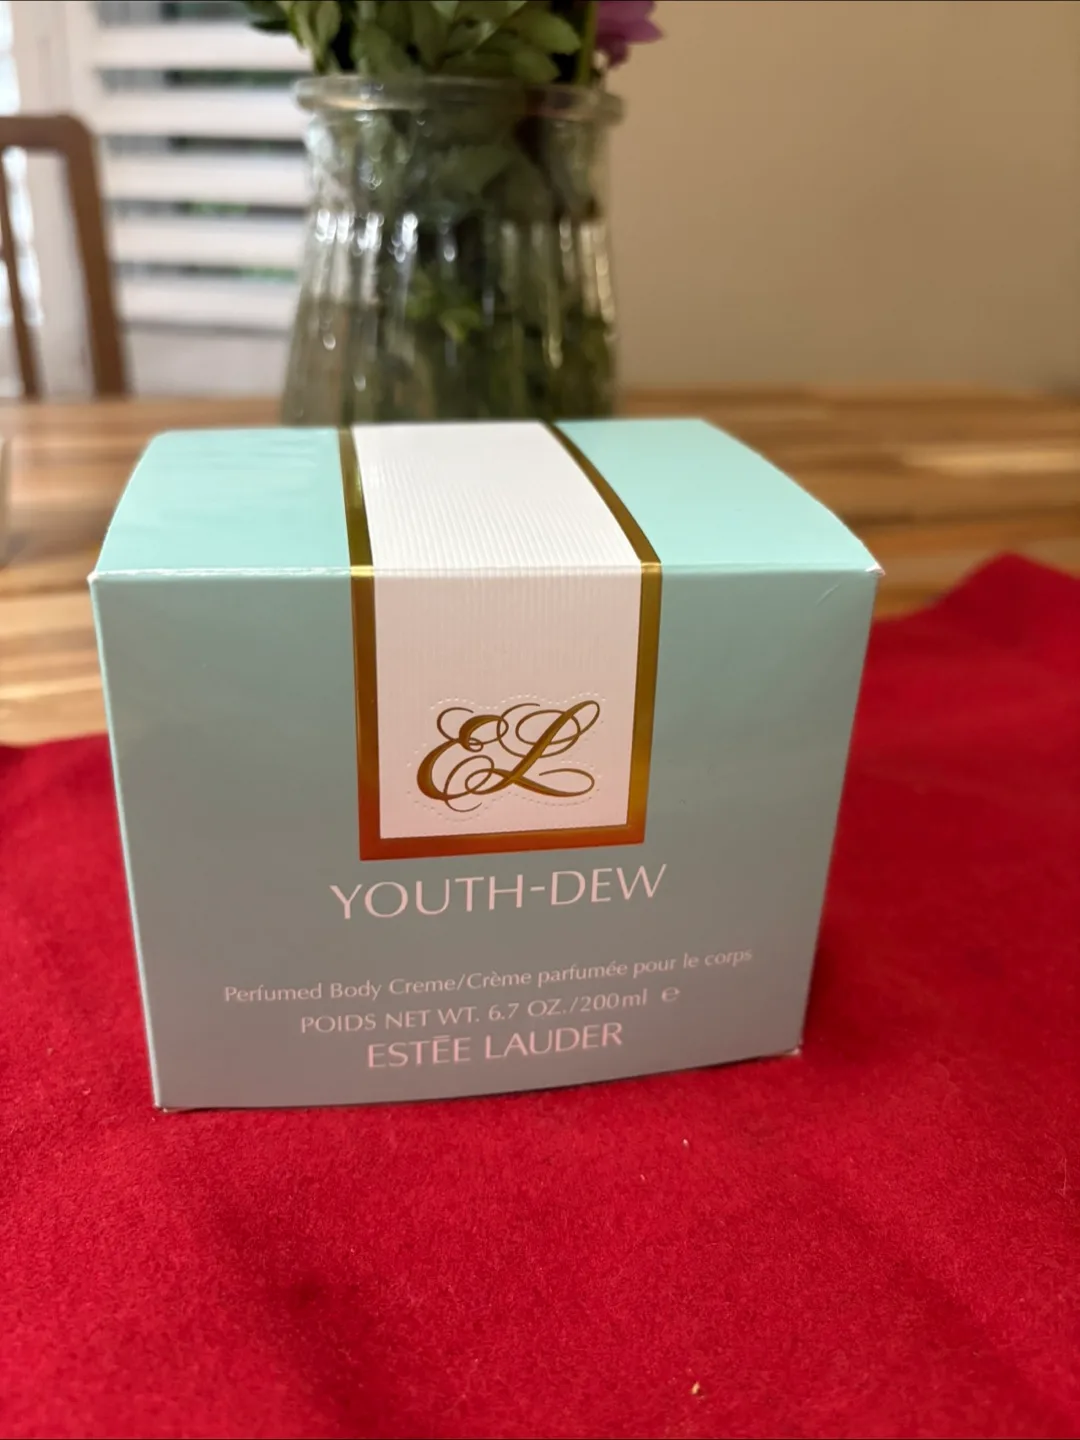 EL
YOUTH-DEW
Perfumed Body Creme/Crème parfumée pour le corps
POIDS NET WT. 6.7 OZ./200ml ℮
ESTĒE LAUDER